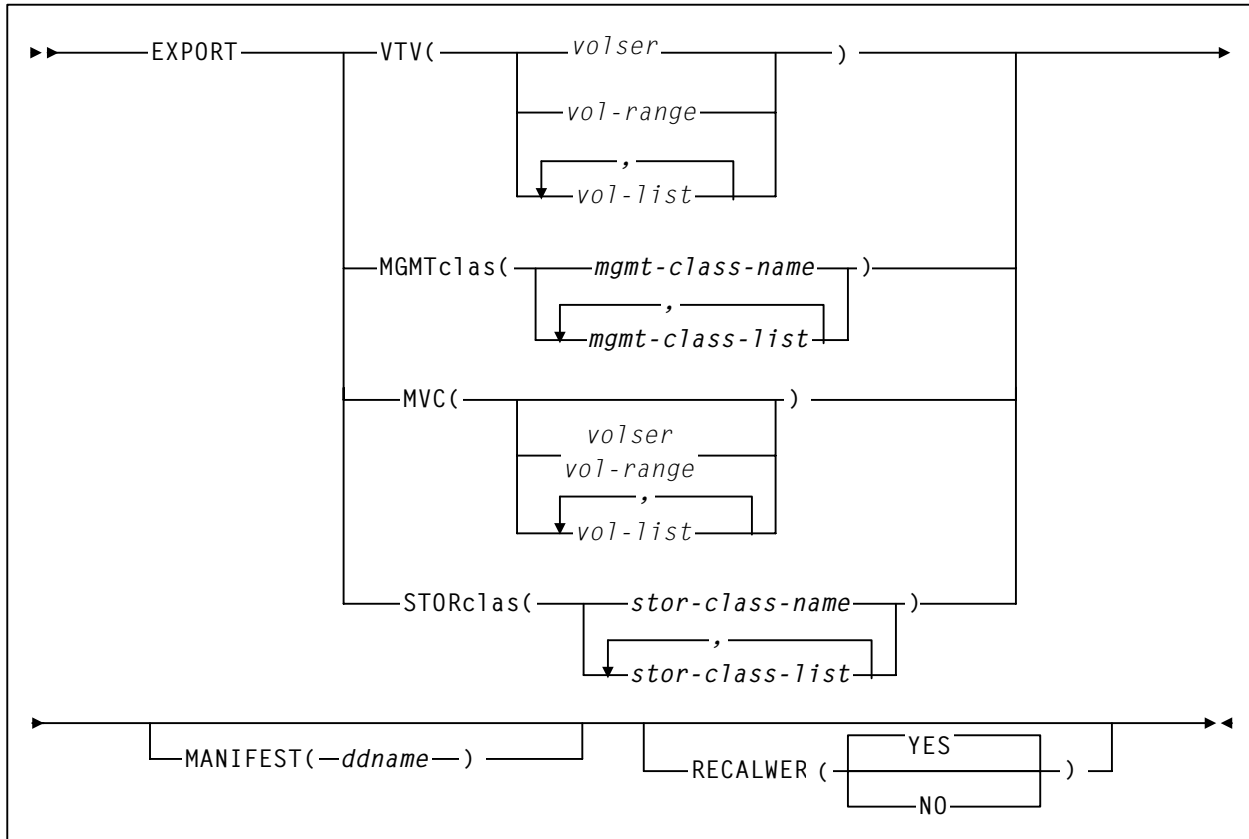 EXPORT VTV( volser )
vol-range
,
vol-list
MGMTclas( mgmt-class-name )
,
mgmt-class-list
MVC( )
volser
vol-range
,
vol-list
STORclas( stor-class-name )
,
stor-class-list
MANIFEST( ddname ) RECALWER ( YES )
NO